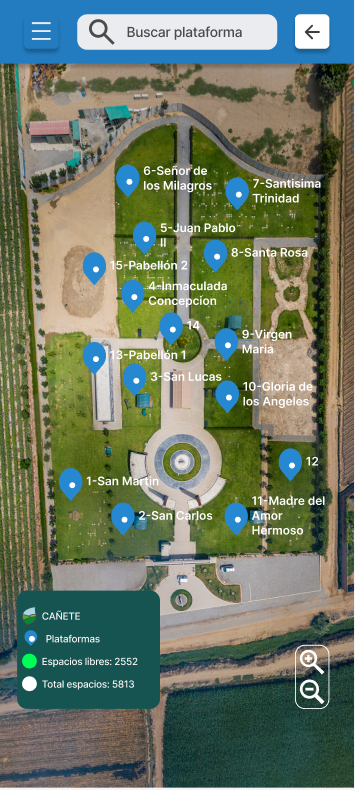 Buscar plataforma
6-Señor de
los Milagros
7-Santisima
Trinidad
5-Juan Pablo
II
8-Santa Rosa
15-Pabellón 2
4-Inmaculada
Concepcion
14
9-Virgen
María
13-Pabellón 1
3-San Lucas
10-Gloria de
los Angeles
12
1-San Martin
11-Madre del
Amor
Hermoso
2-San Carlos
CAÑETE
Plataformas
Espacios libres: 2552
Total espacios: 5813